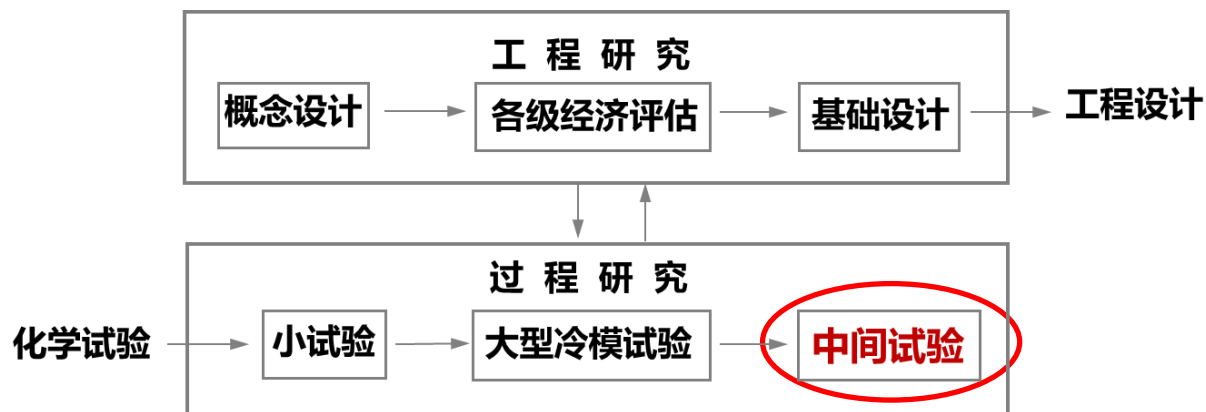 工程研究
概念设计
各级经济评估
基础设计
工程设计
过程研究
化学试验
小试验
大型冷模试验
中间试验